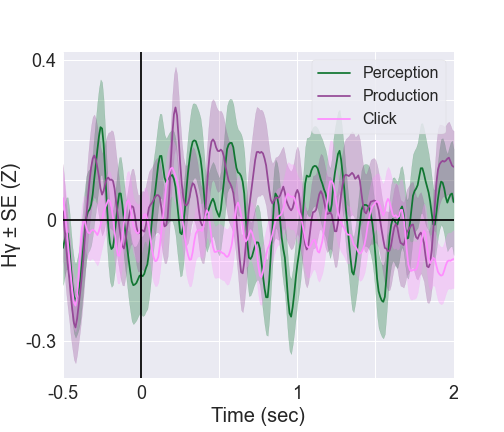 0.4
Perception
Production
Click
Hγ ± SE (Z)
0
-0.3
-0.5
0
1
2
Time (sec)